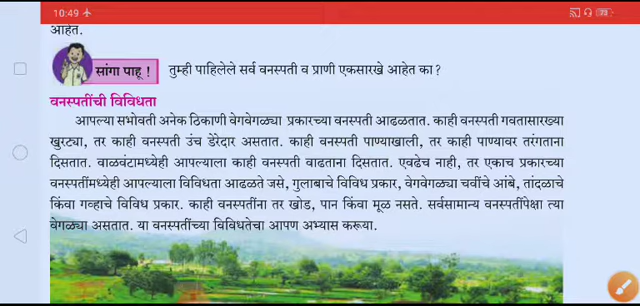 10:49
आहेत.
सांगा पाहू !
तुम्ही पाहिलेले सर्व वनस्पती व प्राणी एकसारखे आहेत का?
वनस्पतींची विविधता
आपल्या सभोवती अनेक ठिकाणी वेगवेगळ्या प्रकारच्या वनस्पती आढळतात. काही वनस्पती गवतासारख्या
खुरट्या, तर काही वनस्पती उंच डेरेदार असतात. काही वनस्पती पाण्याखाली, तर काही पाण्यावर तरंगताना
दिसतात. वाळवंटामध्येही आपल्याला काही वनस्पती वाढताना दिसतात. एवढेच नाही, तर एकाच प्रकारच्या
वनस्पतींमध्येही आपल्याला विविधता आढळते जसे, गुलाबाचे विविध प्रकार, वेगवेगळ्या चवींचे आंबे, तांदळाचे
किंवा गव्हाचे विविध प्रकार. काही वनस्पतींना तर खोड, पान किंवा मूळ नसते. सर्वसामान्य वनस्पतींपेक्षा त्या
वेगळ्या असतात. या वनस्पतींच्या विविधतेचा आपण अभ्यास करूया.